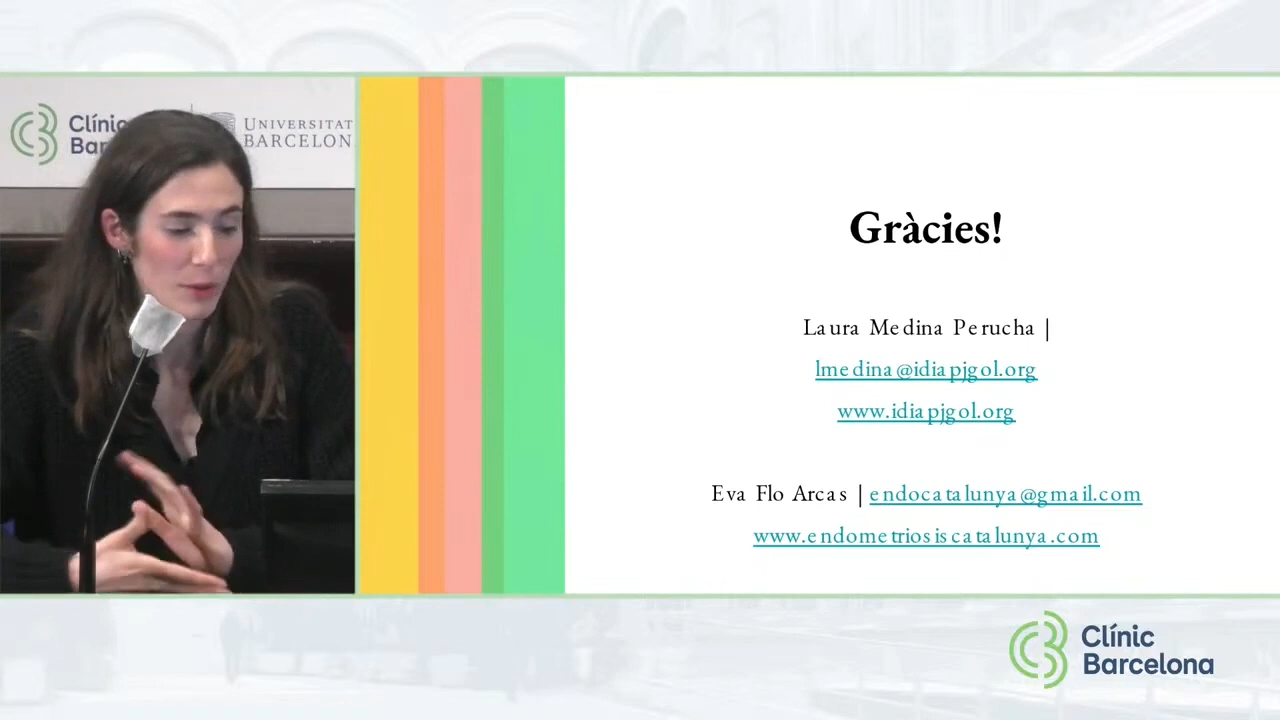 Clínic
Bar
UNIVERSITAT
BARCELON
Gràcies!
Laura Medina Perucha |
lmedina@idiapjgol.org
www.idiapjgol.org
Eva Flo Arcas | endocatalunya@gmail.com
www.endometriosiscatalunya.com
Clínic
Barcelona